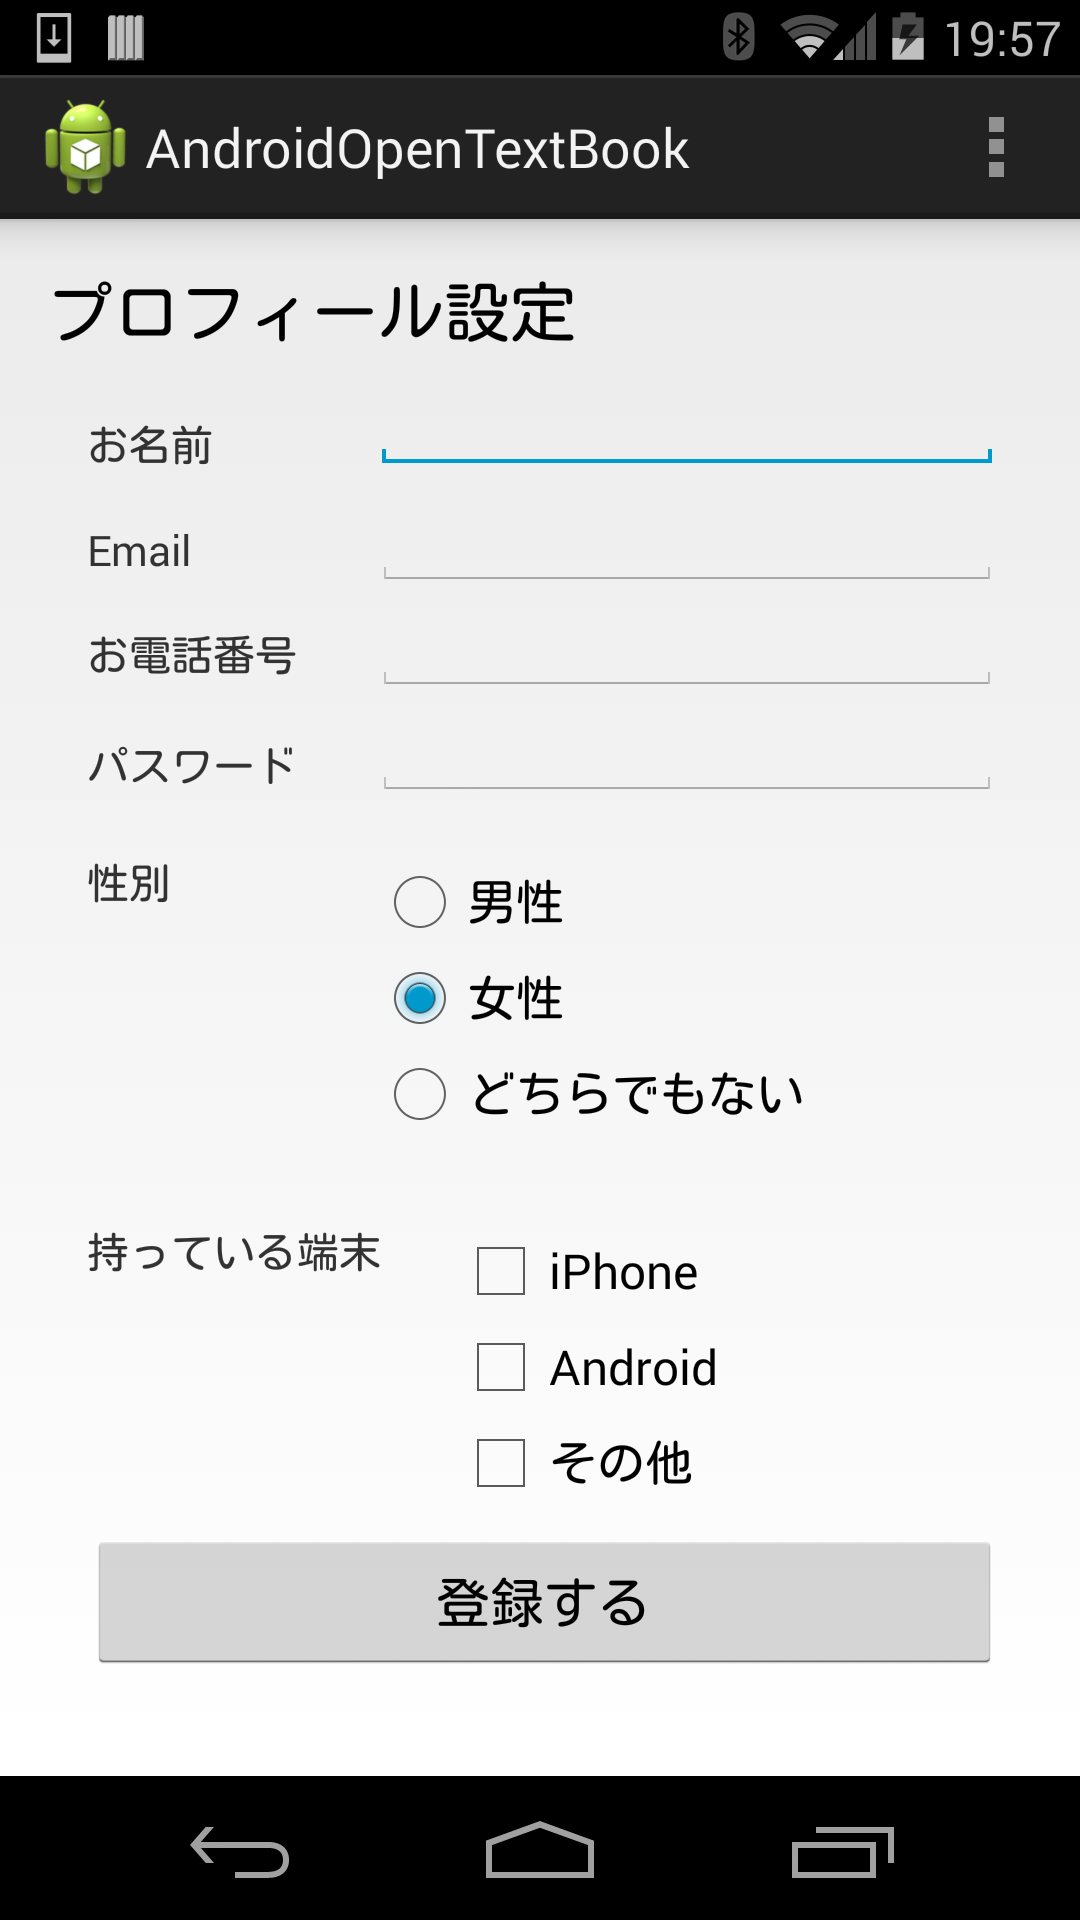 19:57
AndroidOpenTextBook
プロフィール設定
お名前
Email
お電話番号
パスワード
性別
男性
女性
どちらでもない
持っている端末
iPhone
Android
その他
登録する